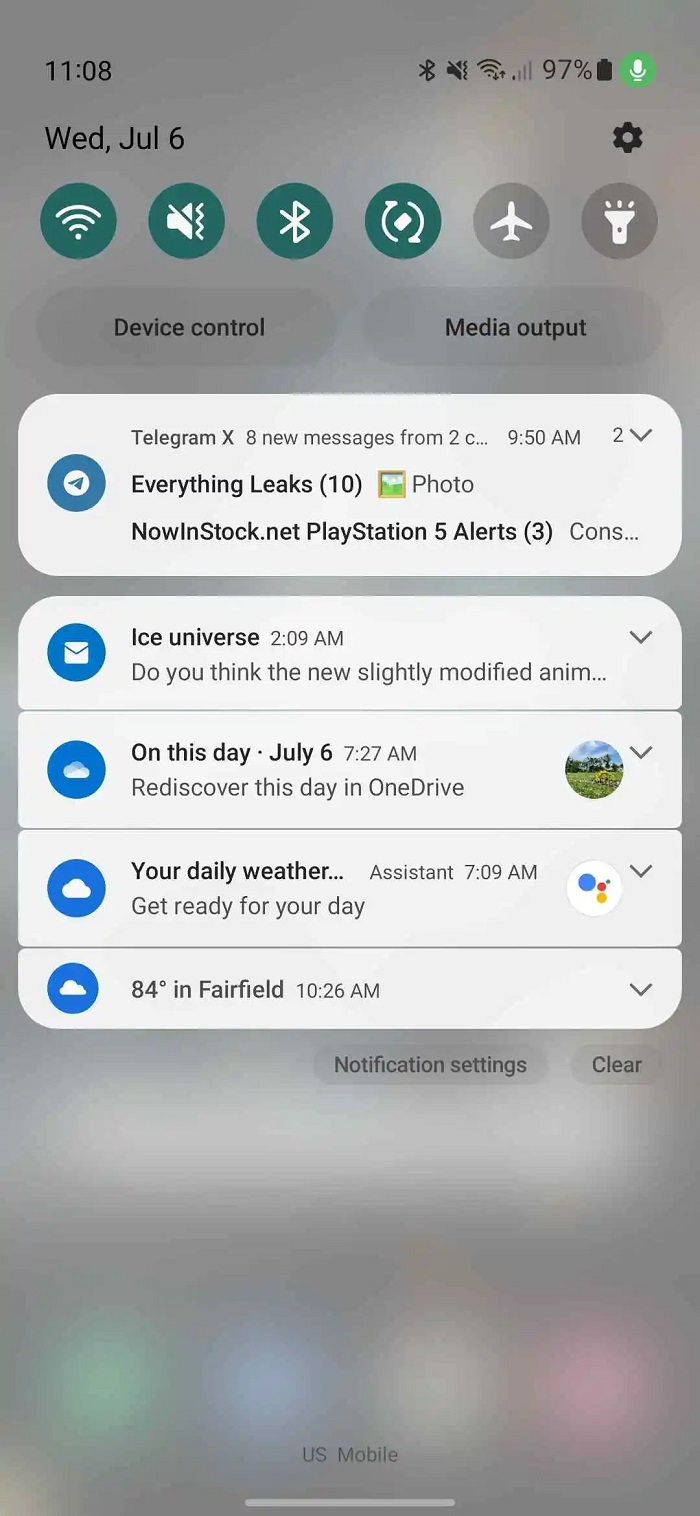 11:08 97%
Wed, Jul 6
Device control Media output
Telegram X 8 new messages from 2 c... 9:50 AM 2
Everything Leaks (10) Photo
NowInStock.net PlayStation 5 Alerts (3) Cons...
Ice universe 2:09 AM
Do you think the new slightly modified anim...
On this day · July 6 7:27 AM
Rediscover this day in OneDrive
Your daily weather... Assistant 7:09 AM
Get ready for your day
84° in Fairfield 10:26 AM
Notification settings Clear
US Mobile